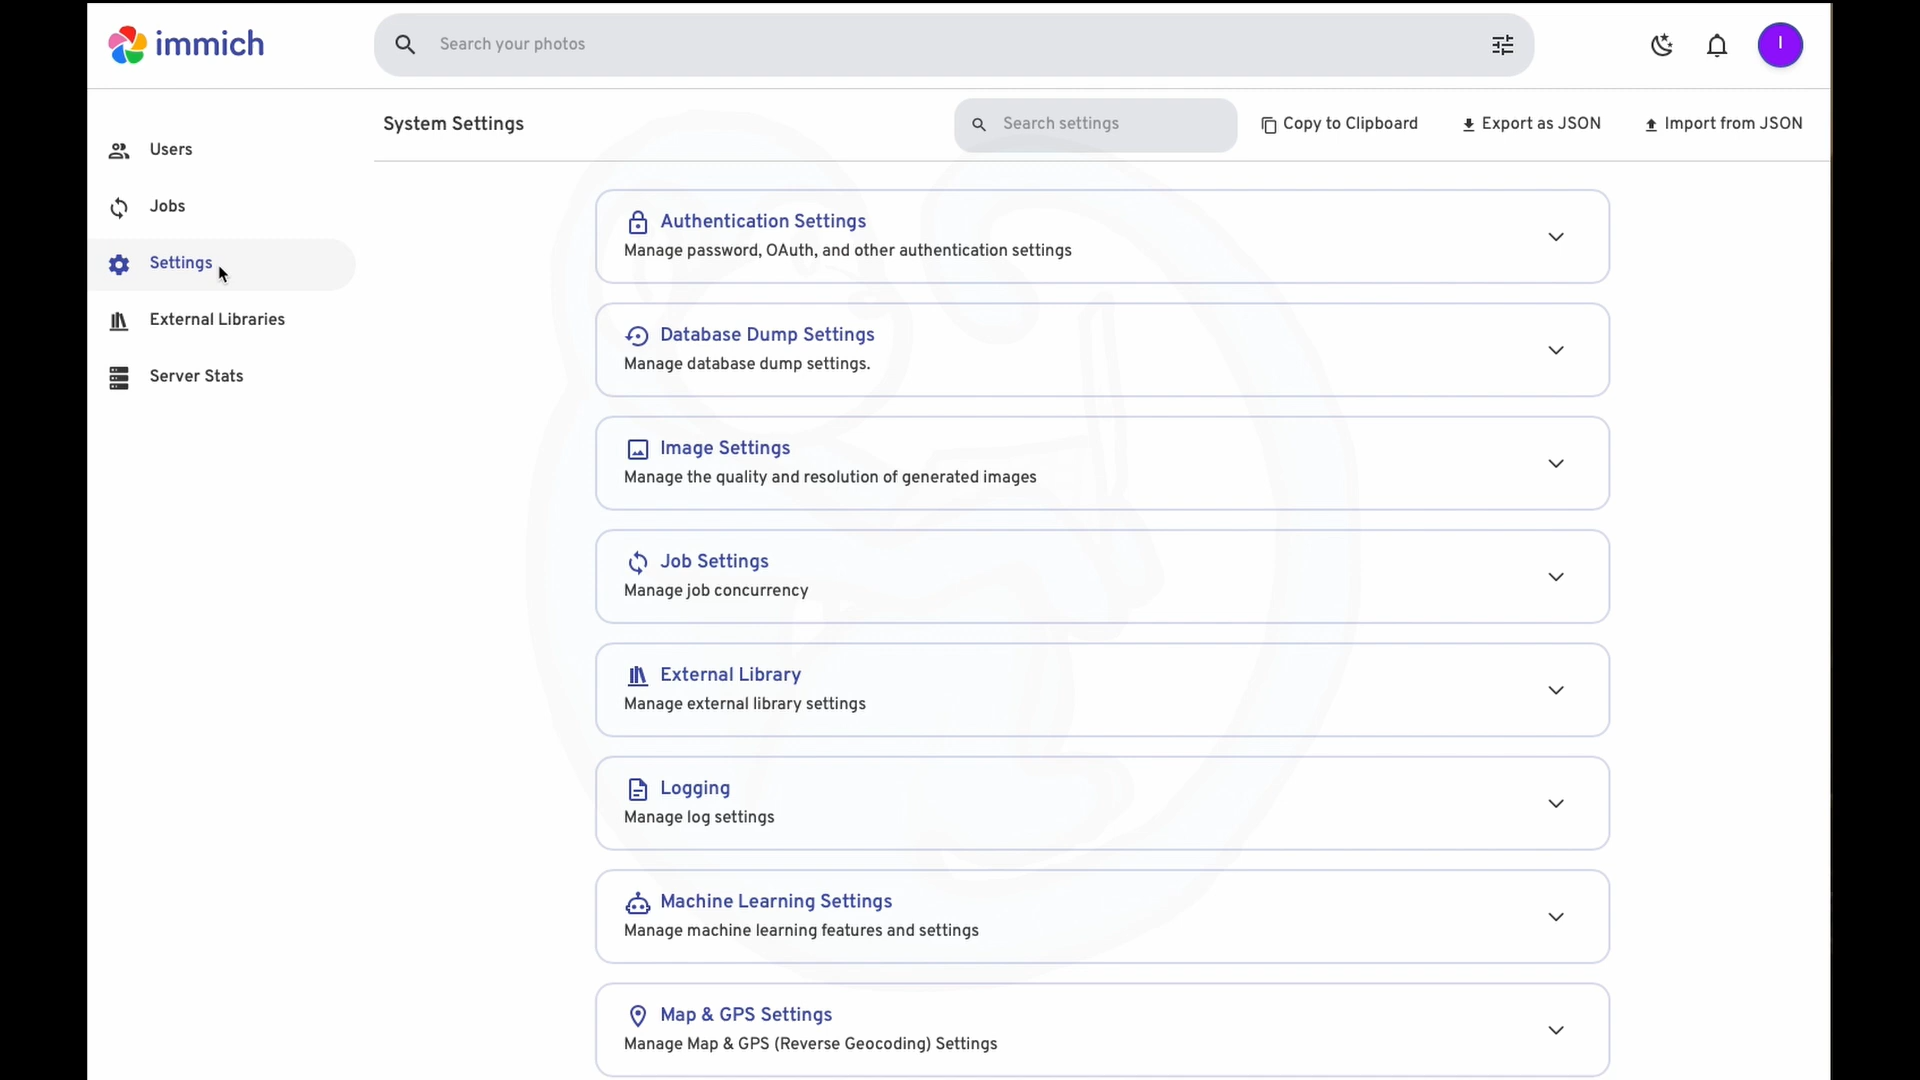 immich
Search your photos
I
System Settings
Search settings
Copy to Clipboard
Export as JSON
Import from JSON
Users
Jobs
Settings
External Libraries
Server Stats
Authentication Settings
Manage password, OAuth, and other authentication settings
Database Dump Settings
Manage database dump settings.
Image Settings
Manage the quality and resolution of generated images
Job Settings
Manage job concurrency
External Library
Manage external library settings
Logging
Manage log settings
Machine Learning Settings
Manage machine learning features and settings
Map & GPS Settings
Manage Map & GPS (Reverse Geocoding) Settings